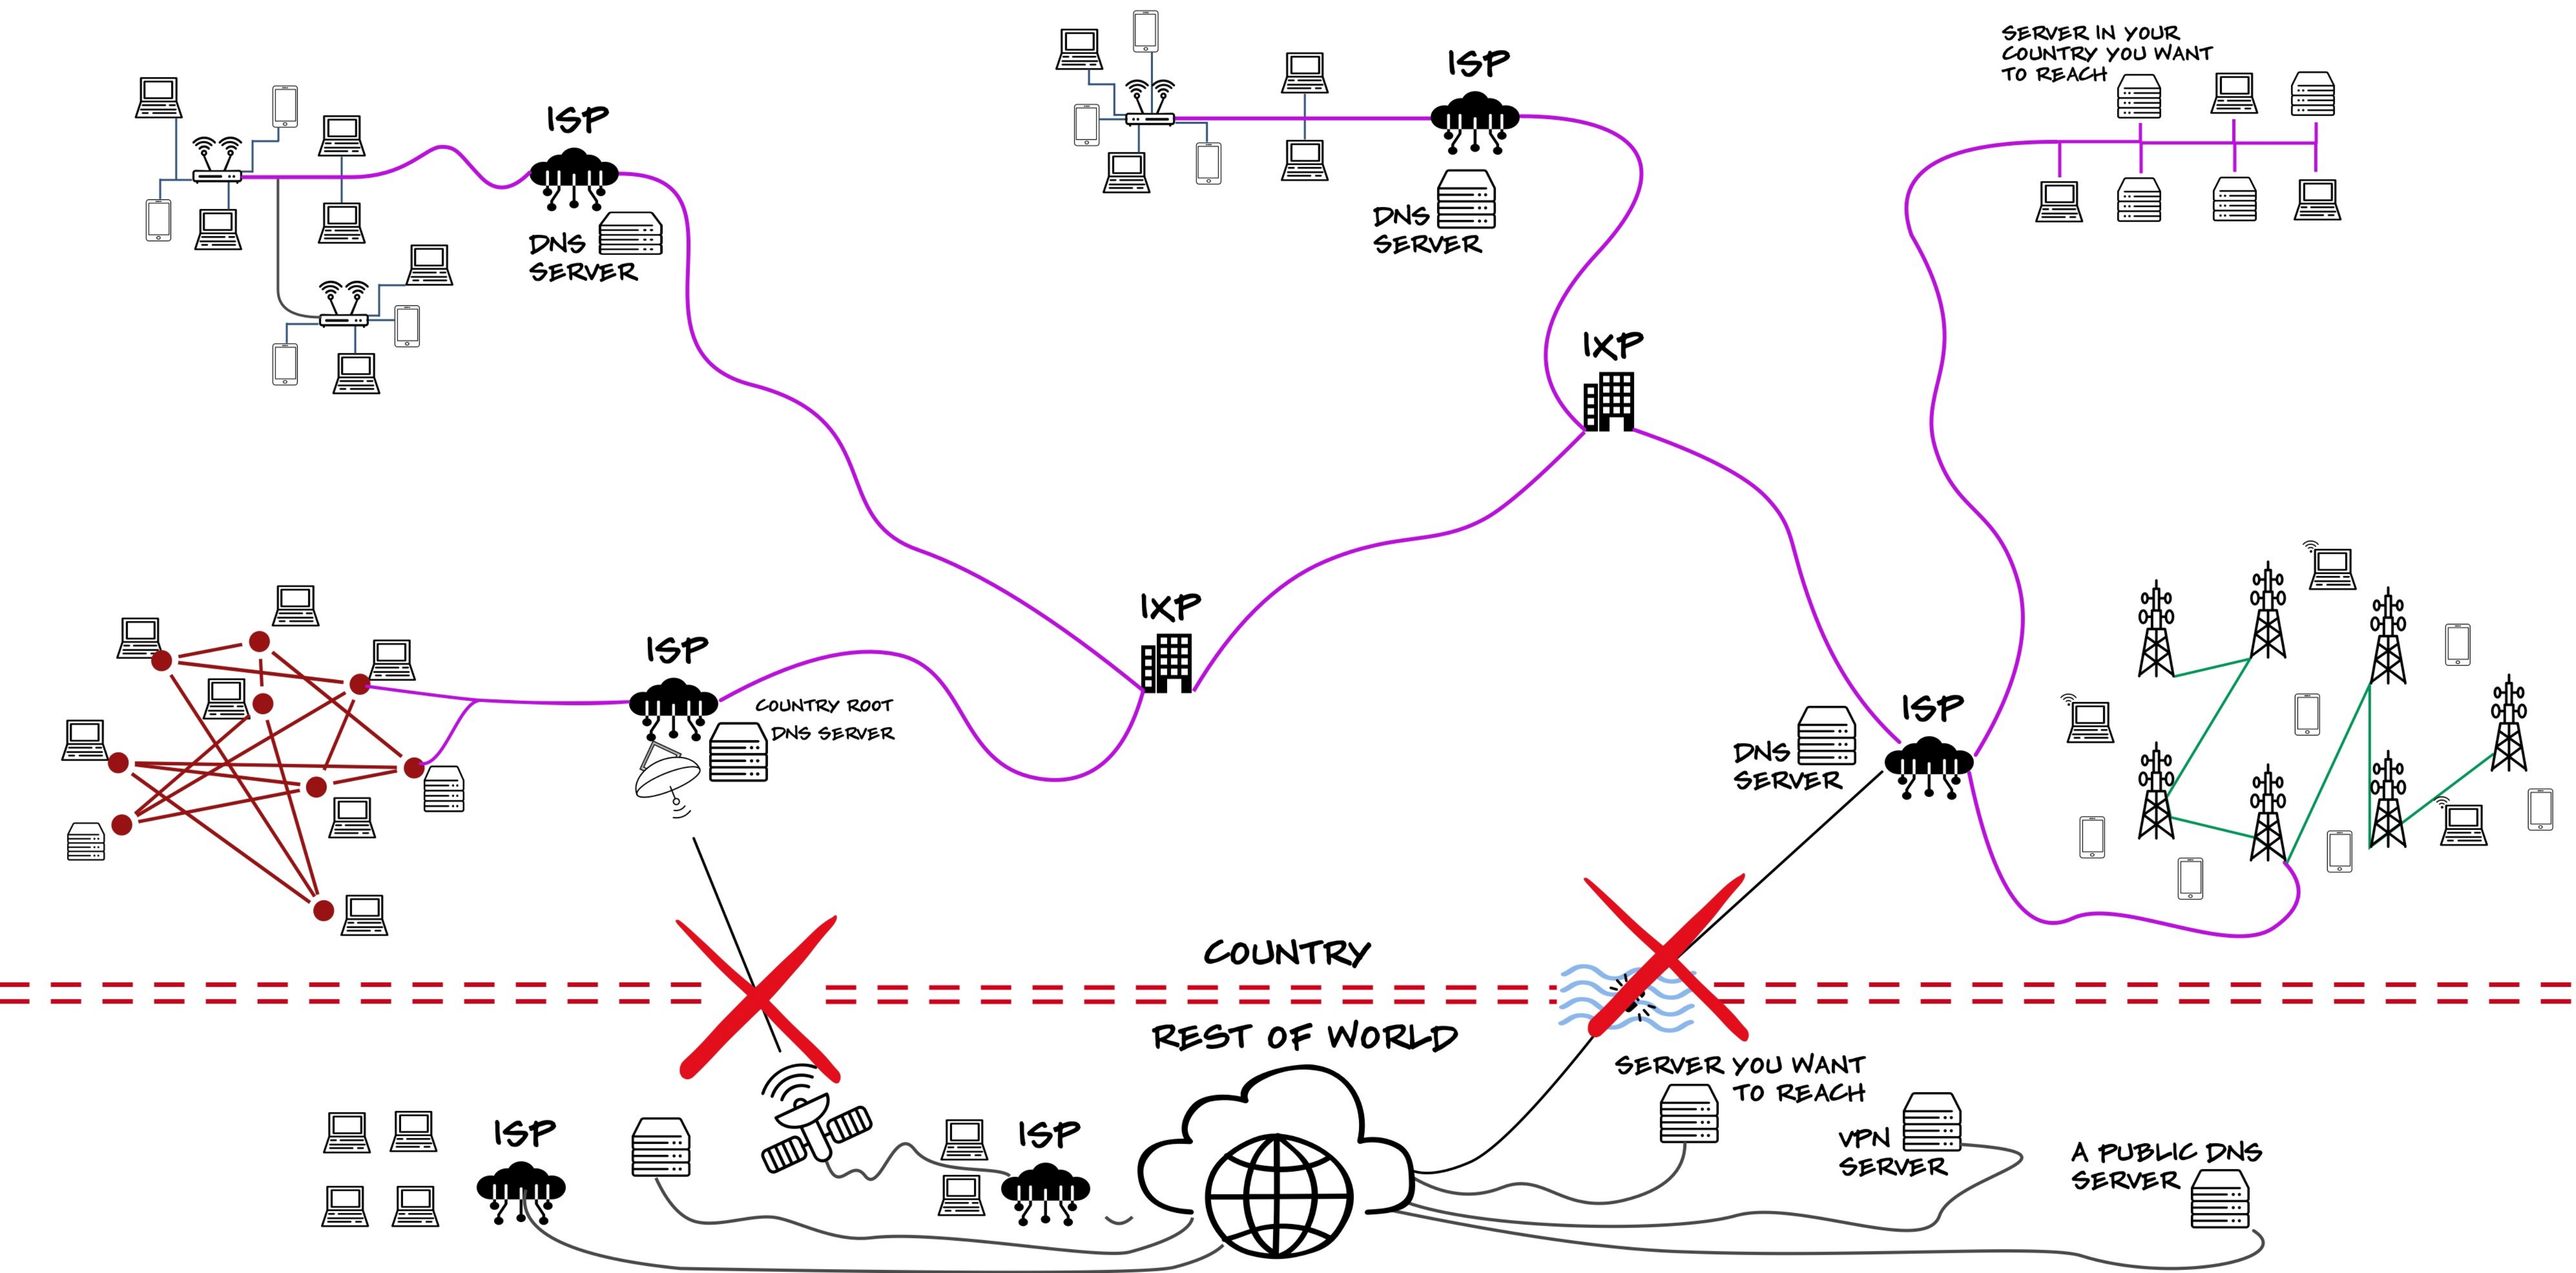 SERVER IN YOUR
COUNTRY YOU WANT
TO REACH
ISP
ISP
DNS
SERVER
DNS
SERVER
IXP
IXP
ISP
COUNTRY ROOT
DNS SERVER
ISP
DNS
SERVER
COUNTRY
REST OF WORLD
SERVER YOU WANT
TO REACH
ISP
ISP
VPN
SERVER
A PUBLIC DNS
SERVER